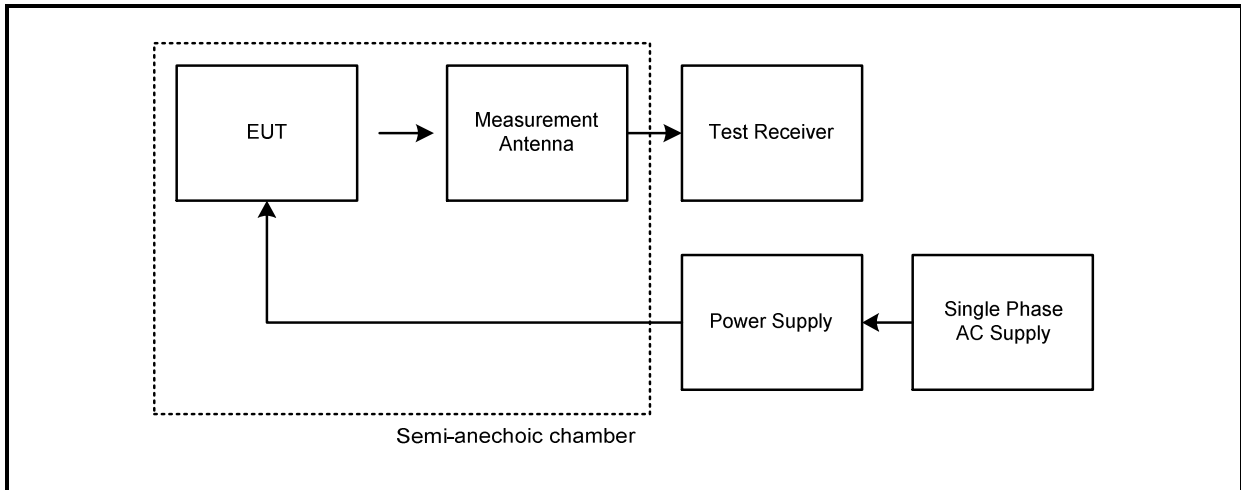 EUT
Measurement
Antenna
Test Receiver
Power Supply
Single Phase
AC Supply
Semi-anechoic chamber